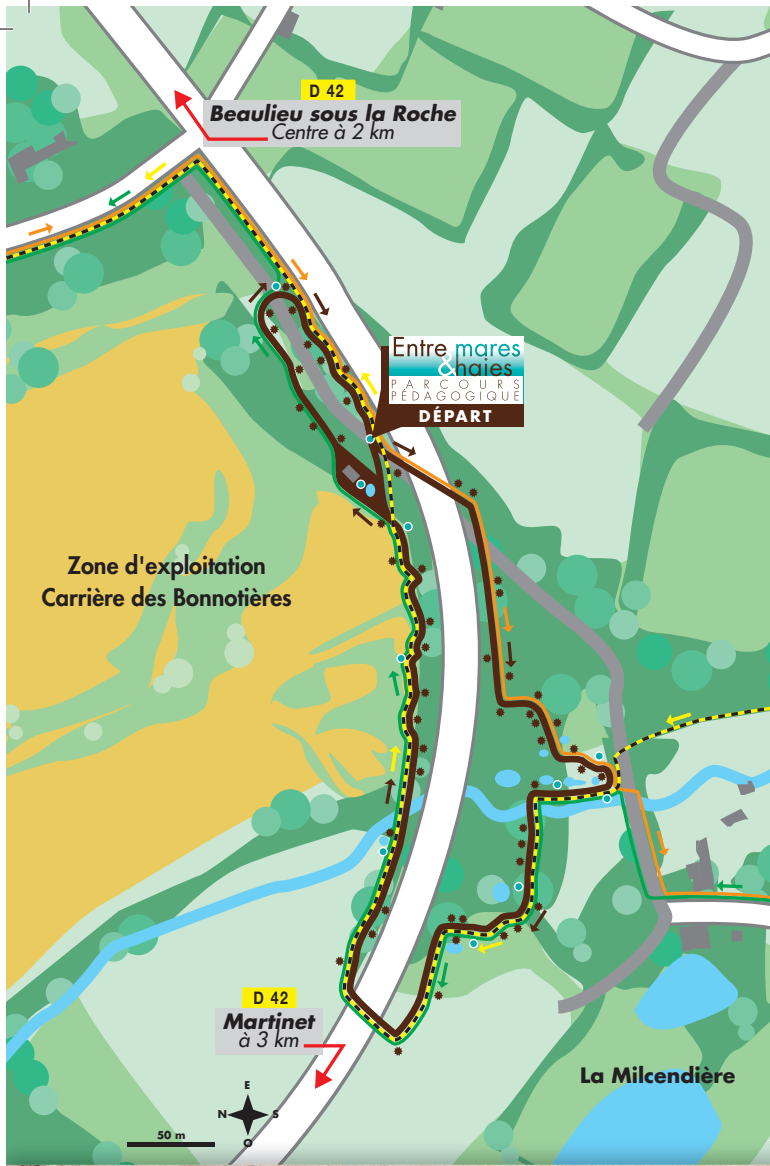 D 42
Beaulieu sous la Roche
Centre à 2 km
Entre mares
& haies
PARCOURS
PÉDAGOGIQUE
DÉPART
Zone d'exploitation
Carrière des Bonnotières
D 42
Martinet
à 3 km
La Milcendière
E
N S
O
50 m